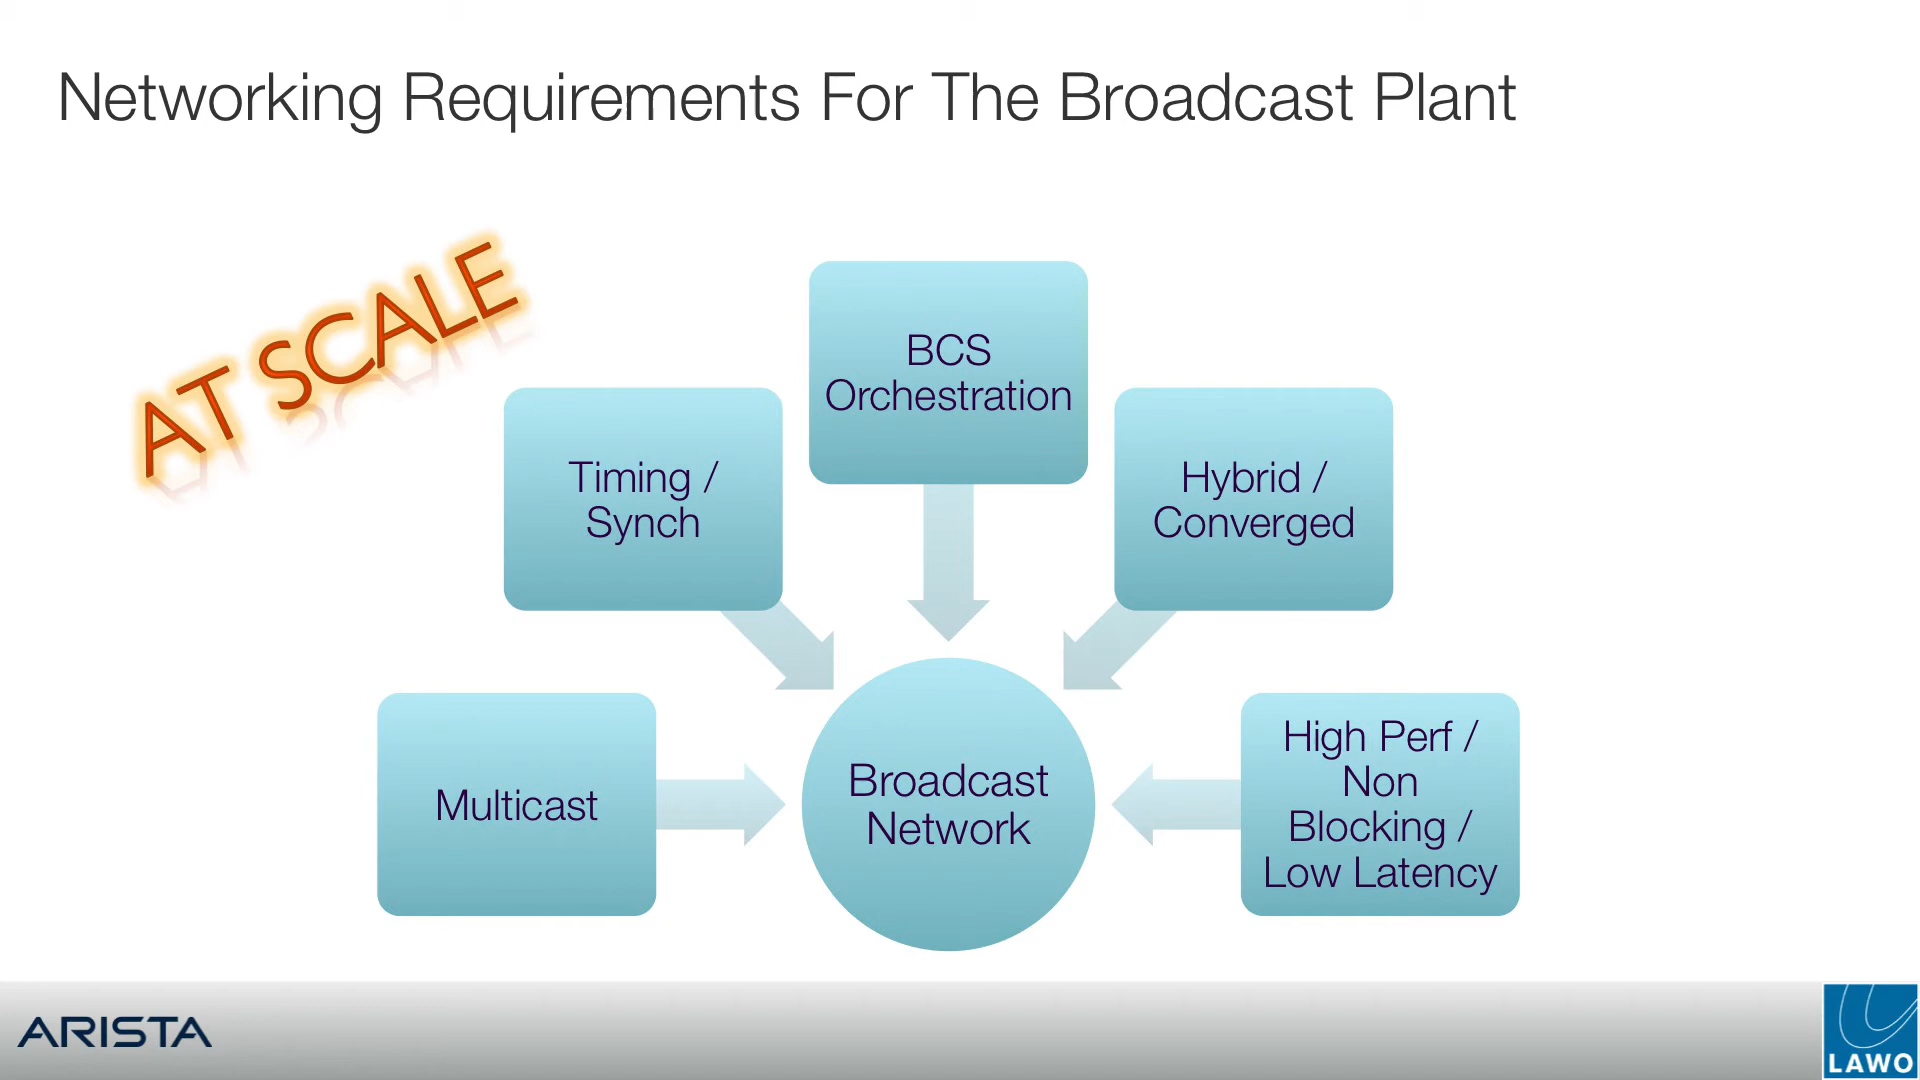 Networking Requirements For The Broadcast Plant
AT SCALE
BCS
Orchestration
Timing /
Synch
Hybrid /
Converged
Multicast
Broadcast
Network
High Perf /
Non
Blocking /
Low Latency
ARISTA
LAWO